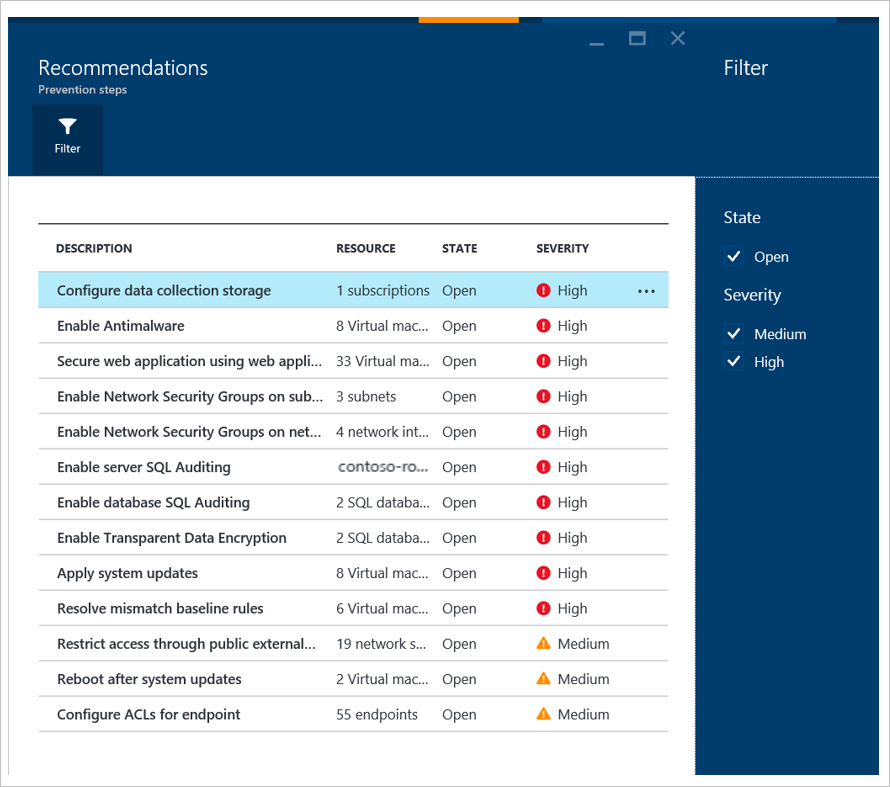 Recommendations
Prevention steps
Filter
DESCRIPTION RESOURCE STATE SEVERITY
Configure data collection storage 1 subscriptions Open High ...
Enable Antimalware 8 Virtual mac... Open High
Secure web application using web appli... 33 Virtual ma... Open High
Enable Network Security Groups on sub... 3 subnets Open High
Enable Network Security Groups on net... 4 network int... Open High
Enable server SQL Auditing contoso-ro... Open High
Enable database SQL Auditing 2 SQL databa... Open High
Enable Transparent Data Encryption 2 SQL databa... Open High
Apply system updates 8 Virtual mac... Open High
Resolve mismatch baseline rules 6 Virtual mac... Open High
Restrict access through public external... 19 network s... Open Medium
Reboot after system updates 2 Virtual mac... Open Medium
Configure ACLs for endpoint 55 endpoints Open Medium
Filter
State
Open
Severity
Medium
High